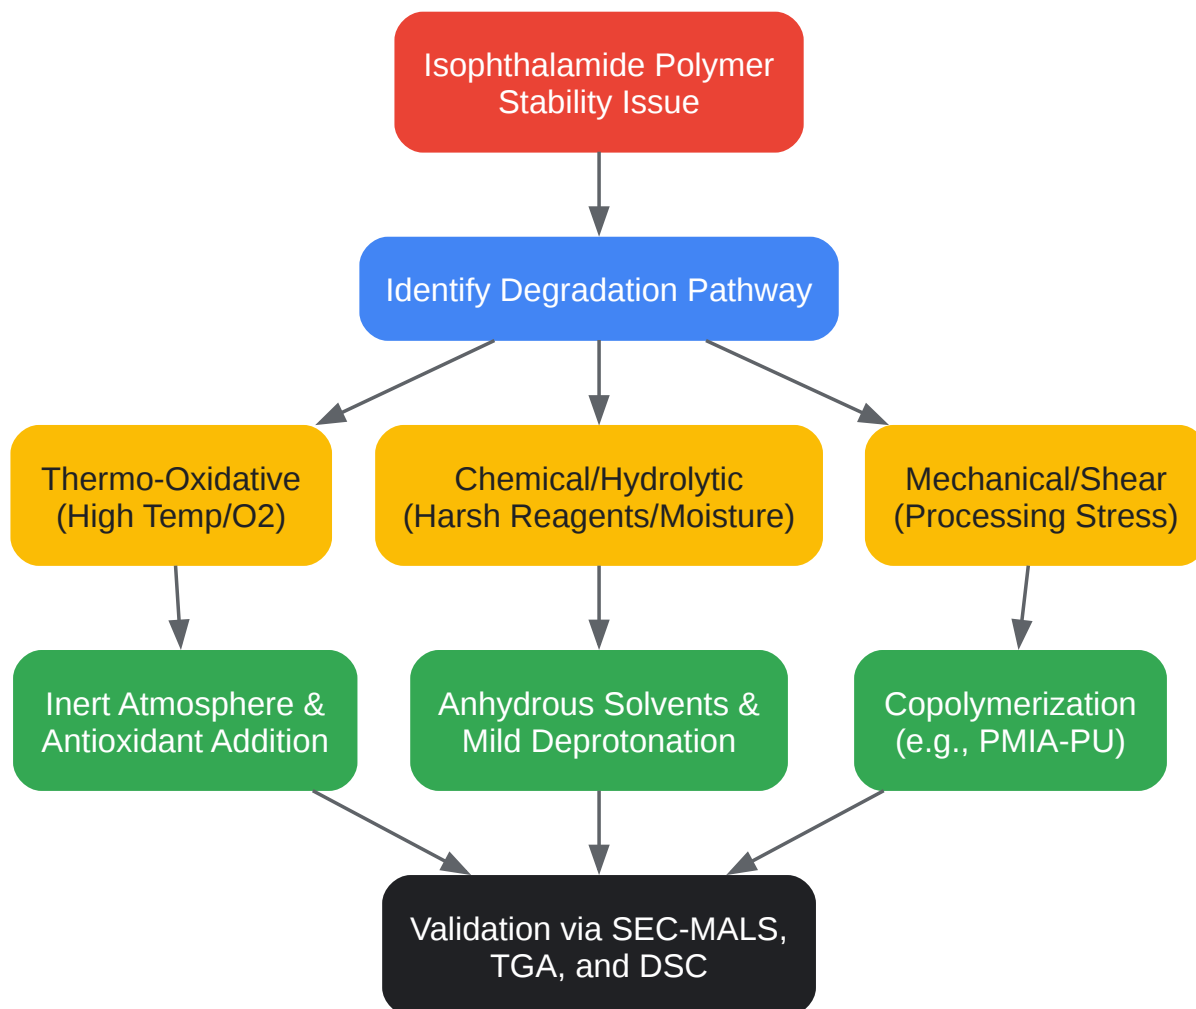 Isophthalamide Polymer
Stability Issue
Identify Degradation Pathway
Thermo-Oxidative
(High Temp/O2)
Chemical/Hydrolytic
(Harsh Reagents/Moisture)
Mechanical/Shear
(Processing Stress)
Inert Atmosphere &
Antioxidant Addition
Anhydrous Solvents &
Mild Deprotonation
Copolymerization
(e.g., PMIA-PU)
Validation via SEC-MALS,
TGA, and DSC